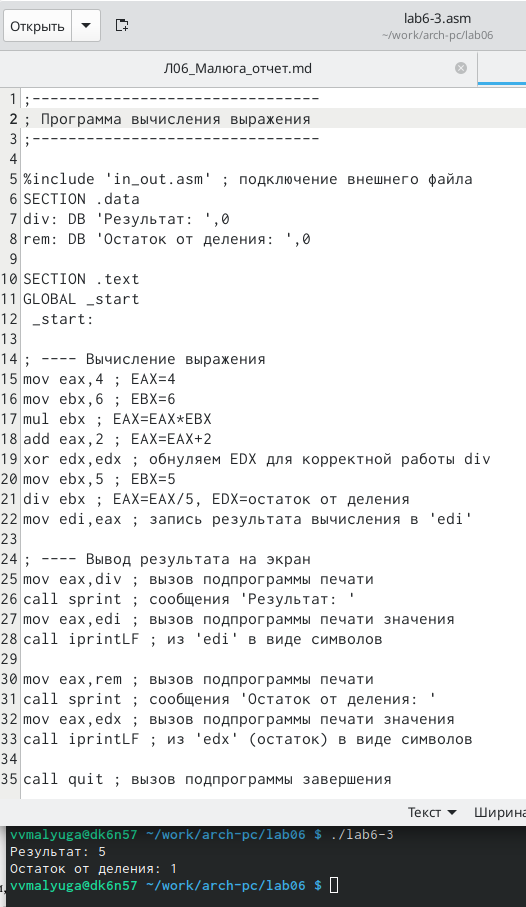 Открыть
lab6-3.asm
~/work/arch-pc/lab06
Л06_Малюга_отчет.md
1 ;--------------------------------
2 ; Программа вычисления выражения
3 ;--------------------------------
4
5 %include 'in_out.asm' ; подключение внешнего файла
6 SECTION .data
7 div: DB 'Результат: ',0
8 rem: DB 'Остаток от деления: ',0
9
10 SECTION .text
11 GLOBAL _start
12  _start:
13
14 ; ---- Вычисление выражения
15 mov eax,4 ; EAX=4
16 mov ebx,6 ; EBX=6
17 mul ebx ; EAX=EAX*EBX
18 add eax,2 ; EAX=EAX+2
19 xor edx,edx ; обнуляем EDX для корректной работы div
20 mov ebx,5 ; EBX=5
21 div ebx ; EAX=EAX/5, EDX=остаток от деления
22 mov edi,eax ; запись результата вычисления в 'edi'
23
24 ; ---- Вывод результата на экран
25 mov eax,div ; вызов подпрограммы печати
26 call sprint ; сообщения 'Результат: '
27 mov eax,edi ; вызов подпрограммы печати значения
28 call iprintLF ; из 'edi' в виде символов
29
30 mov eax,rem ; вызов подпрограммы печати
31 call sprint ; сообщения 'Остаток от деления: '
32 mov eax,edx ; вызов подпрограммы печати значения
33 call iprintLF ; из 'edx' (остаток) в виде символов
34
35 call quit ; вызов подпрограммы завершения
Текст Ширина
vvmalyuga@dk6n57 ~/work/arch-pc/lab06 $ ./lab6-3
Результат: 5
Остаток от деления: 1
vvmalyuga@dk6n57 ~/work/arch-pc/lab06 $